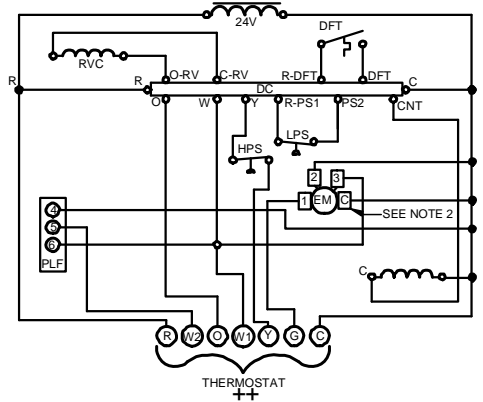 24V
DFT
RVC
O-RV C-RV R-DFT DFT
R R DC C
O W Y R-PS1 PS2 CNT
LPS
HPS
2 3
1 EM C
SEE NOTE 2
4
5
6
PLF
C
R W2 O W1 Y G C
THERMOSTAT
++